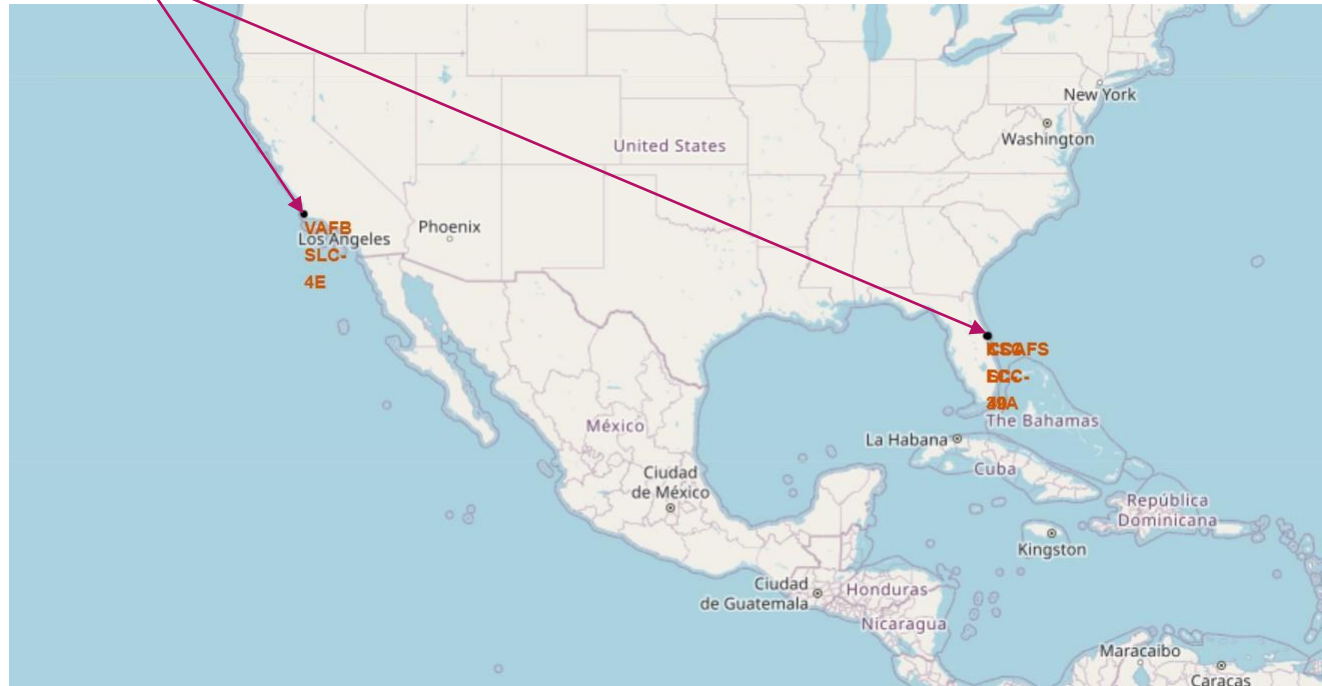 New York
Washington
United States
Phoenix
VAFB
Los Angeles
SLC-
4E
The Bahamas
México
La Habana
Cuba
Ciudad
de México
República
Dominicana
Kingston
Ciudad
de Guatemala
Honduras
Nicaragua
Maracaibo
Caracas